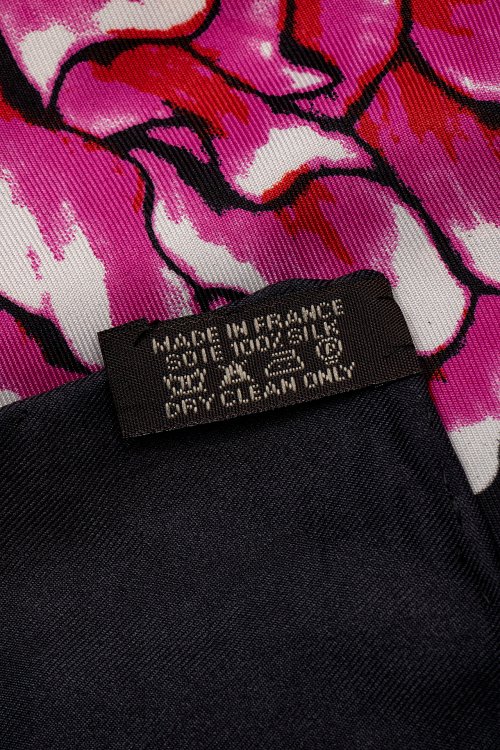 MADE IN FRANCE
SOIE 100% SILK
DRY CLEAN ONLY